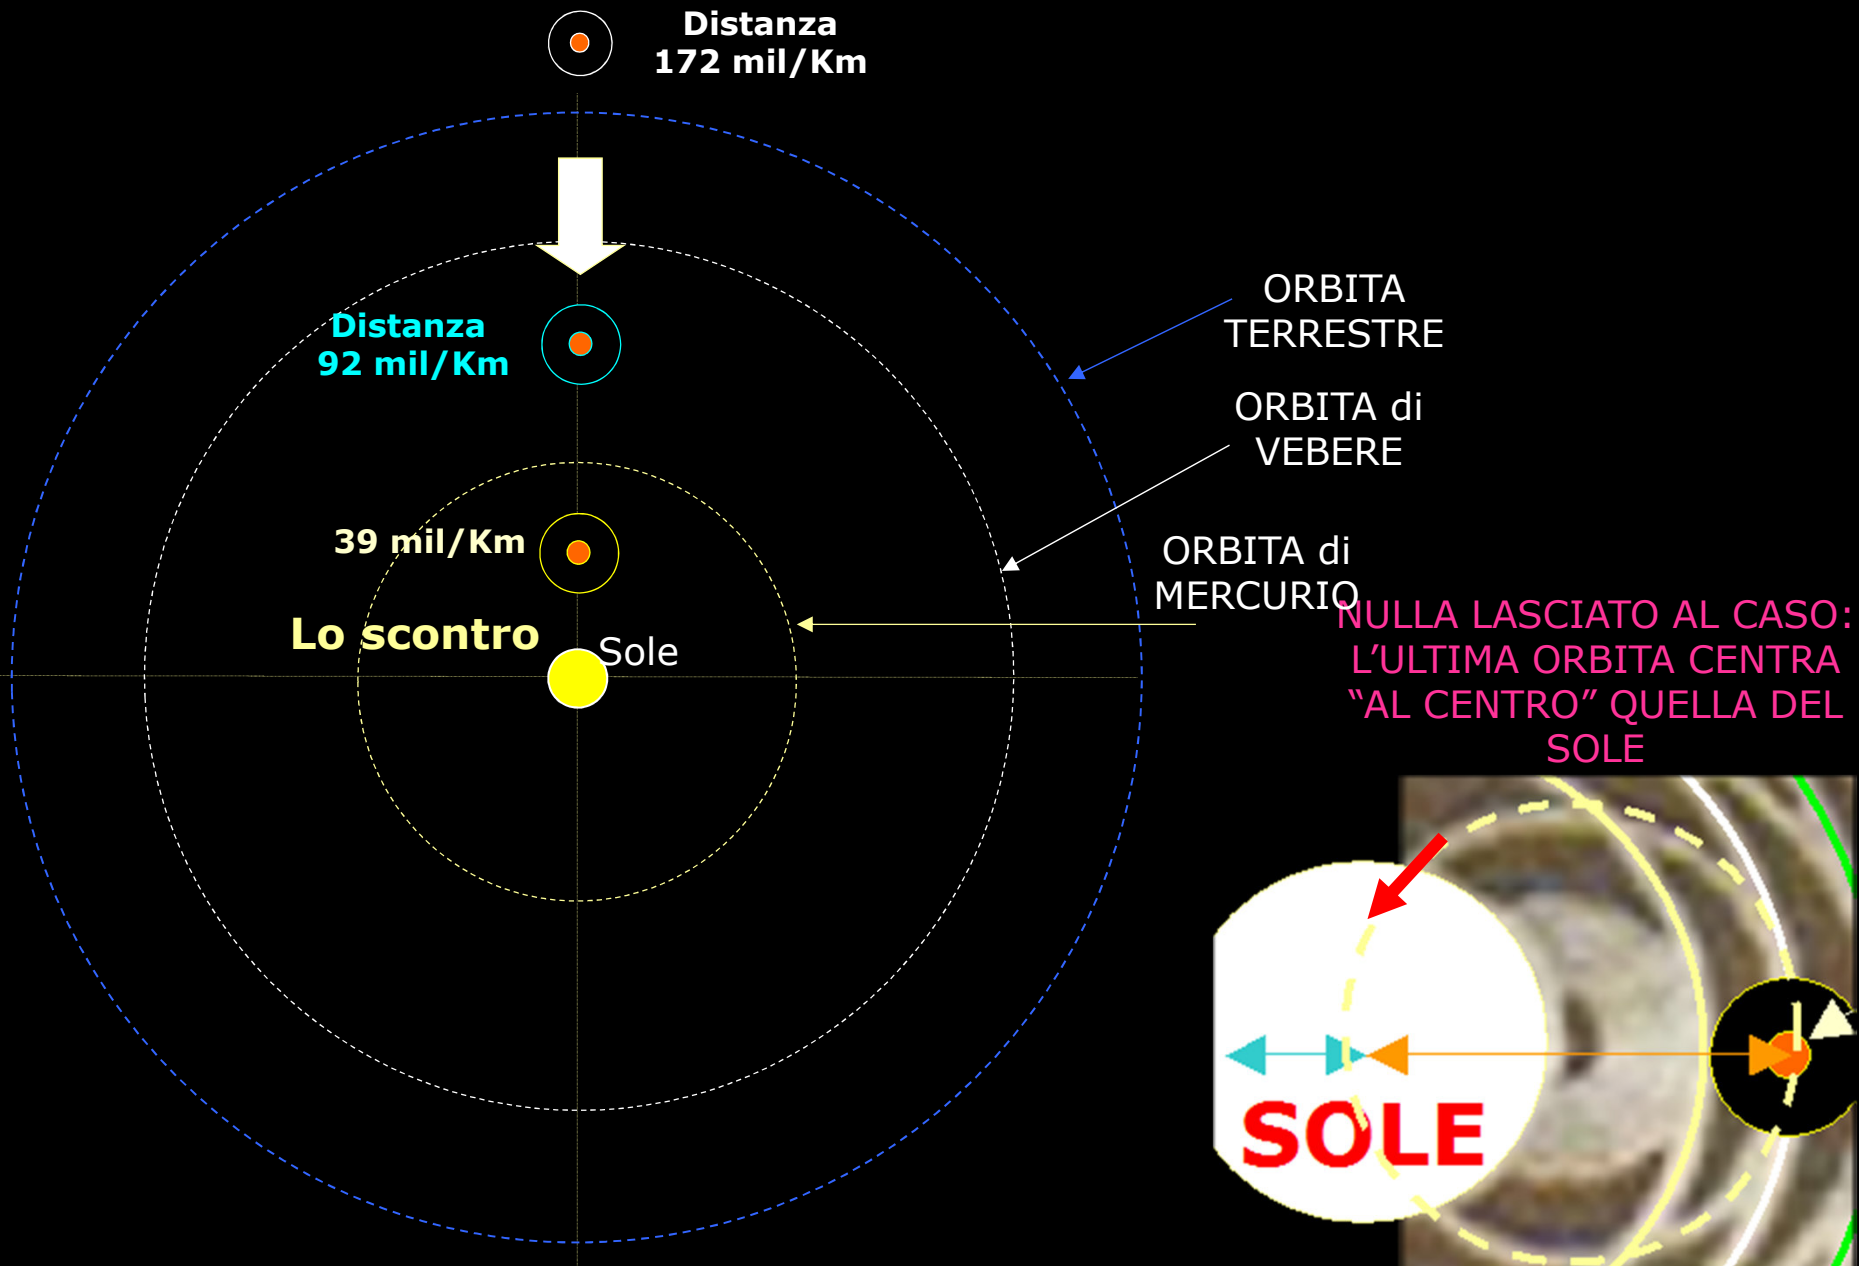 Distanza
172 mil/Km
ORBITA
TERRESTRE
Distanza
92 mil/Km
ORBITA di
VEBERE
39 mil/Km
ORBITA di
MERCURIO
Lo scontro
Sole
NULLA LASCIATO AL CASO:
L’ULTIMA ORBITA CENTRA
“AL CENTRO” QUELLA DEL
SOLE
SOLE